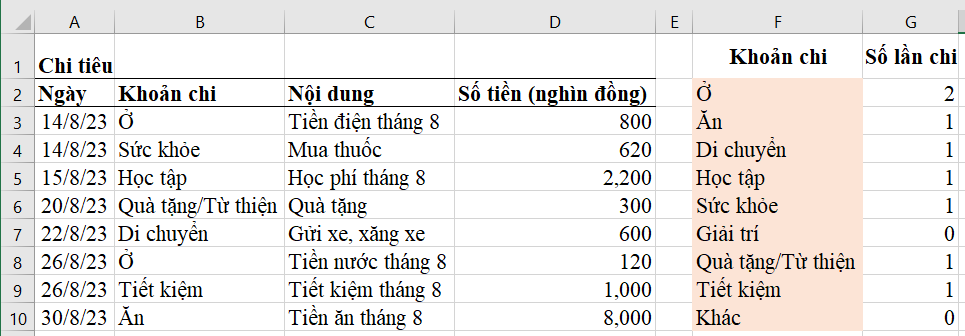 A B C D E F G
1 Chi tiêu Khoản chi Số lần chi
2 Ngày Khoản chi Nội dung Số tiền (nghìn đồng) Ở 2
3 14/8/23 Ở Tiền điện tháng 8 800 Ăn 1
4 14/8/23 Sức khỏe Mua thuốc 620 Di chuyển 1
5 15/8/23 Học tập Học phí tháng 8 2,200 Học tập 1
6 20/8/23 Quà tặng/Từ thiện Quà tặng 300 Sức khỏe 1
7 22/8/23 Di chuyển Gửi xe, xăng xe 600 Giải trí 0
8 26/8/23 Ở Tiền nước tháng 8 120 Quà tặng/Từ thiện 1
9 26/8/23 Tiết kiệm Tiết kiệm tháng 8 1,000 Tiết kiệm 1
10 30/8/23 Ăn Tiền ăn tháng 8 8,000 Khác 0